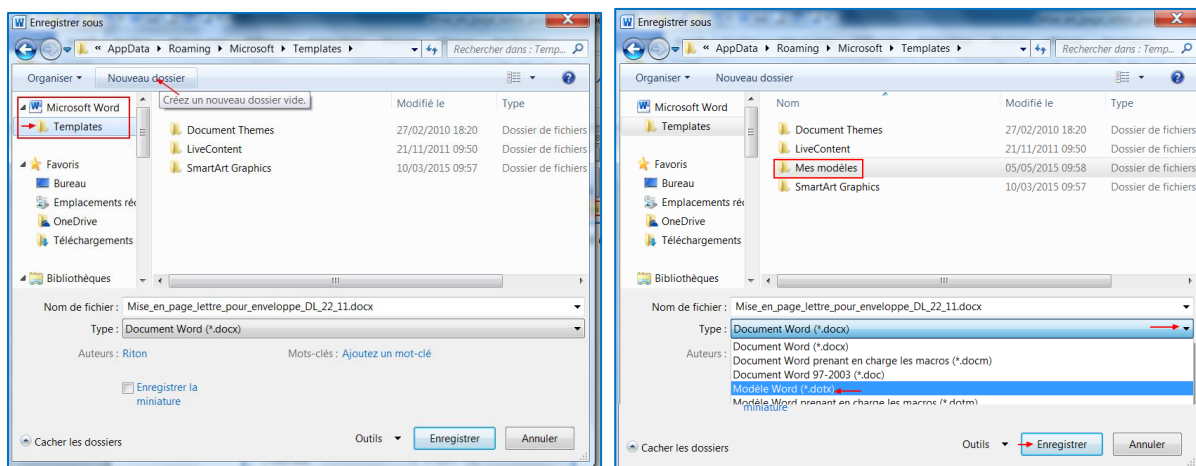 Enregistrer sous
« AppData Roaming Microsoft Templates
Rechercher dans : Temp...
Organiser Nouveau dossier
Créez un nouveau dossier vide.
Modifié le Type
Microsoft Word
Templates
Favoris
Bureau
Emplacements réc
OneDrive
Téléchargements
Bibliothèques
Document Themes 27/02/2010 18:20 Dossier de fichiers
LiveContent 21/11/2011 09:50 Dossier de fichiers
SmartArt Graphics 10/03/2015 09:57 Dossier de fichiers
Nom de fichier : Mise_en_page_lettre_pour_enveloppe_DL_22_11.docx
Type : Document Word (*.docx)
Auteurs : Riton Mots-clés : Ajoutez un mot-clé
Enregistrer la
miniature
Cacher les dossiers Outils Enregistrer Annuler
Enregistrer sous
« AppData Roaming Microsoft Templates
Rechercher dans : Temp...
Organiser Nouveau dossier
Nom Modifié le Type
Microsoft Word
Templates
Favoris
Bureau
Emplacements réc
OneDrive
Téléchargements
Bibliothèques
Document Themes 27/02/2010 18:20 Dossier de fichiers
LiveContent 21/11/2011 09:50 Dossier de fichiers
Mes modèles 05/05/2015 09:58 Dossier de fichiers
SmartArt Graphics 10/03/2015 09:57 Dossier de fichiers
Nom de fichier : Mise_en_page_lettre_pour_enveloppe_DL_22_11.docx
Type : Document Word (*.docx)
Auteurs :
Document Word (*.docx)
Document Word prenant en charge les macros (*.docm)
Document Word 97-2003 (*.doc)
Modèle Word (*.dotx)
Modèle Word prenant en charge les macros (*.dotm)
miniature
Cacher les dossiers Outils Enregistrer Annuler